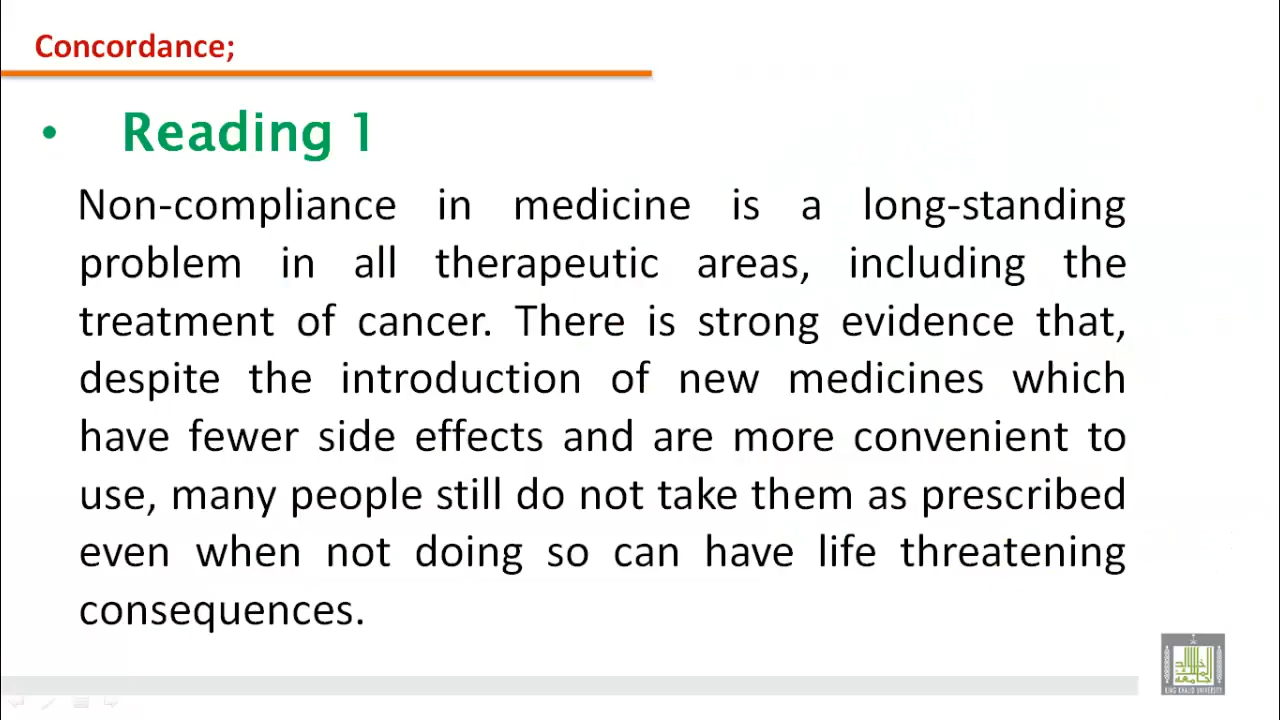 Concordance;
• Reading 1
Non-compliance in medicine is a long-standing
problem in all therapeutic areas, including the
treatment of cancer. There is strong evidence that,
despite the introduction of new medicines which
have fewer side effects and are more convenient to
use, many people still do not take them as prescribed
even when not doing so can have life threatening
consequences.
KING KHALID UNIVERSITY